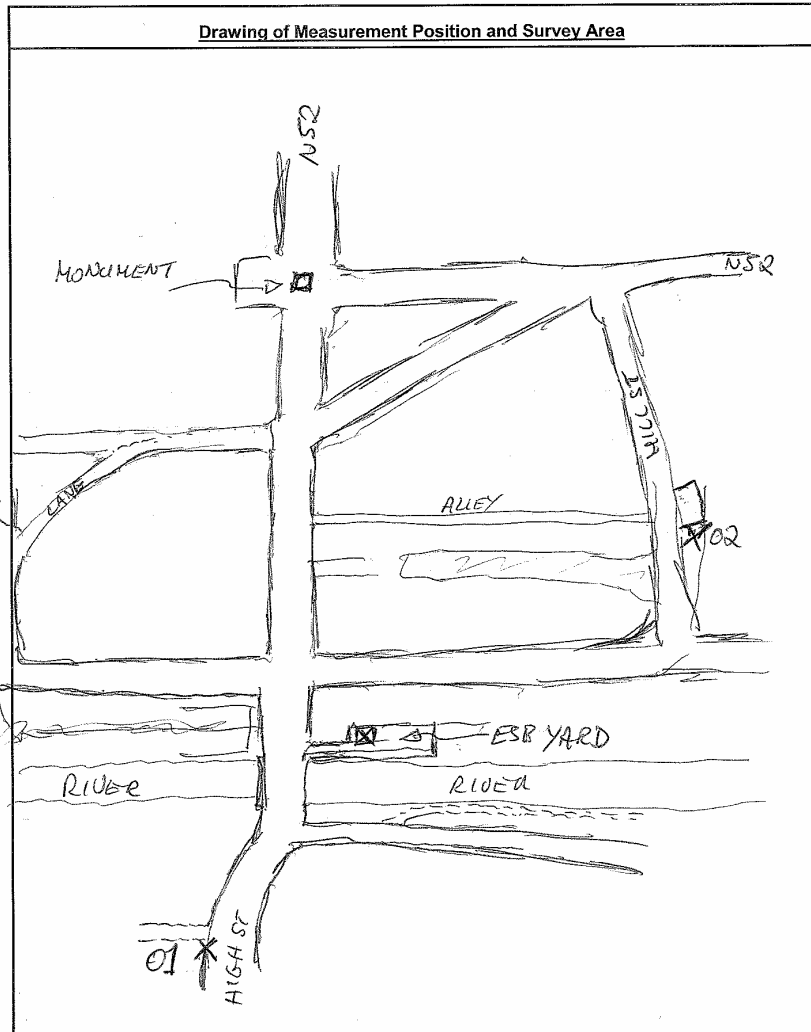 Drawing of Measurement Position and Survey Area
N52
MONUMENT
N52
HILL ST
LANE
ALLEY
02
ESB YARD
RIVER
RIVER
01
HIGH ST